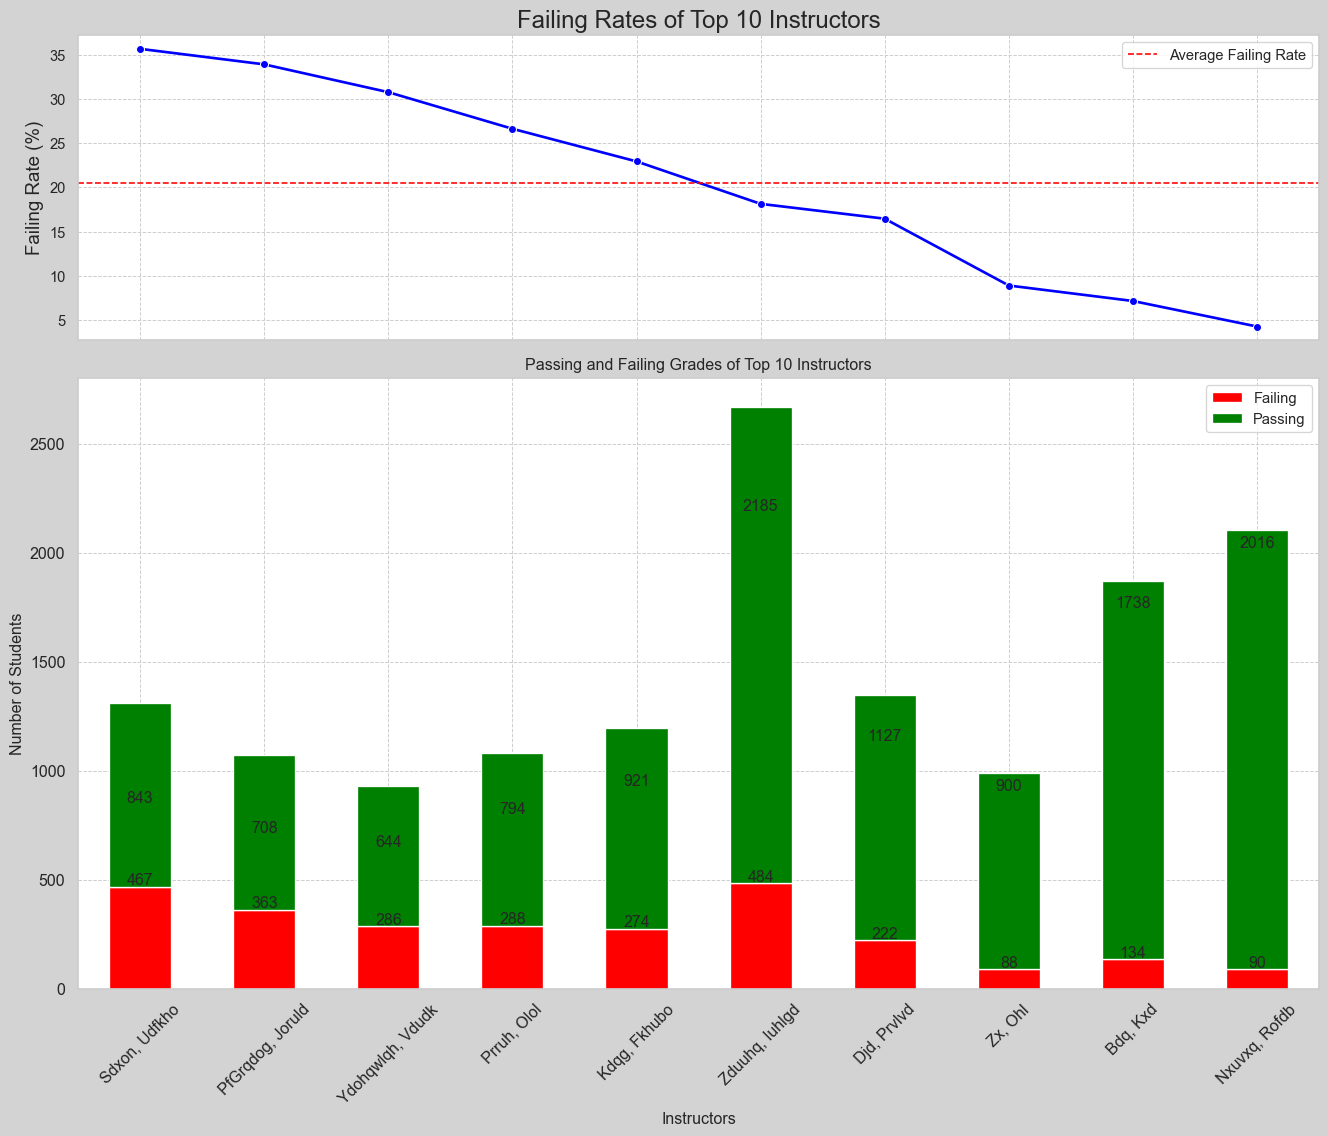 Failing Rates of Top 10 Instructors
Average Failing Rate
35
30
25
20
15
10
5
Failing Rate (%)
Passing and Failing Grades of Top 10 Instructors
Failing
Passing
2500
2000
1500
1000
500
0
Number of Students
843
467
708
363
644
286
794
288
921
274
2185
484
1127
222
900
88
1738
134
2016
90
Sdxon, Udfkho
PfGrqdog, Joruld
Ydohqwlqh, Vdudk
Prruh, Olol
Kdqg, Fkhubo
Zduuhq, Iuhlgd
Djd, Prvlvd
Zx, Ohl
Bdq, Kxd
Nxuvxq, Rofdb
Instructors